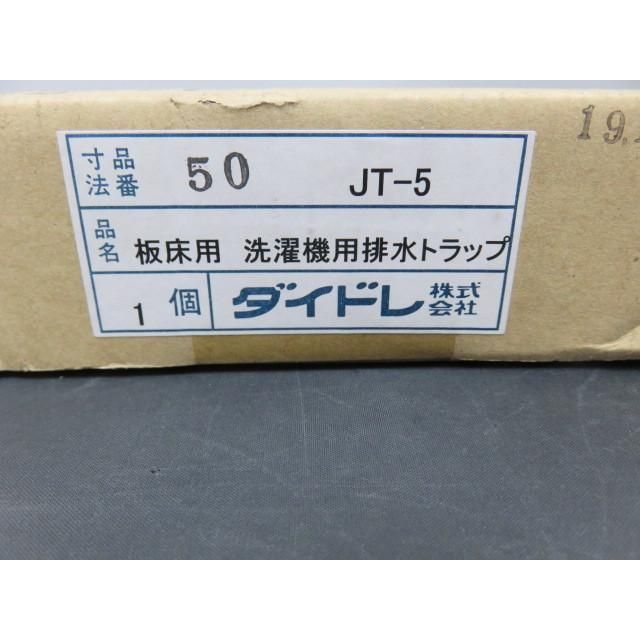 19.
寸法 品番 50 JT-5
品名 板床用 洗濯機用排水トラップ
1 個 ダイドレ 株式会社